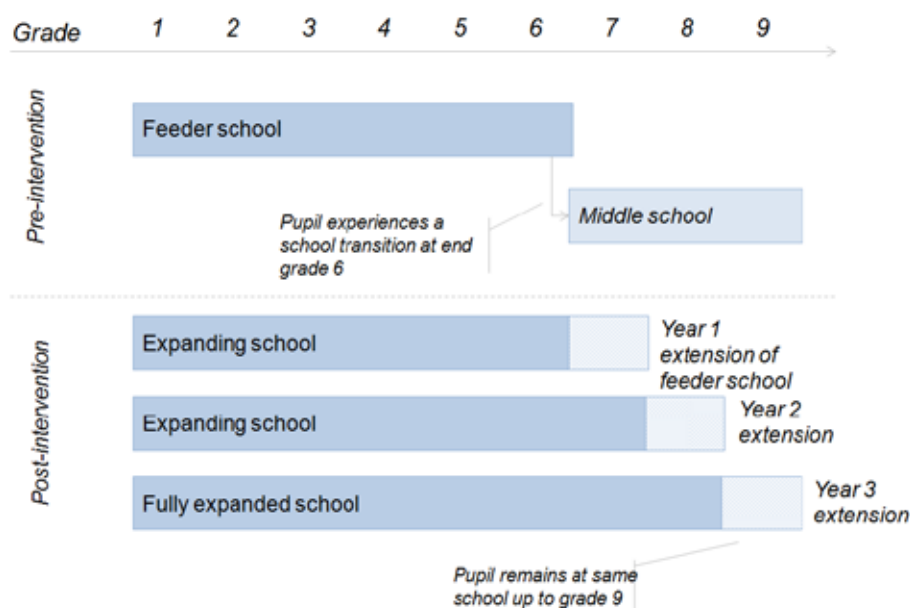 Grade 1 2 3 4 5 6 7 8 9
Pre-intervention
Feeder school
Middle school
Pupil experiences a
school transition at end
grade 6
Post-intervention
Expanding school
Year 1
extension of
feeder school
Expanding school
Year 2
extension
Fully expanded school
Year 3
extension
Pupil remains at same
school up to grade 9